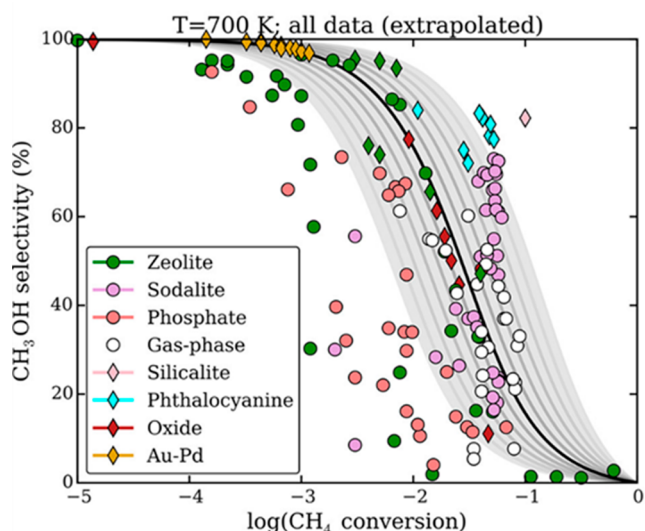 T=700 K: all data (extrapolated)
CH₃OH selectivity (%)
100
80
60
40
20
0
Zeolite
Sodalite
Phosphate
Gas-phase
Silicalite
Phthalocyanine
Oxide
Au-Pd
−5 −4 −3 −2 −1 0
log(CH₄ conversion)